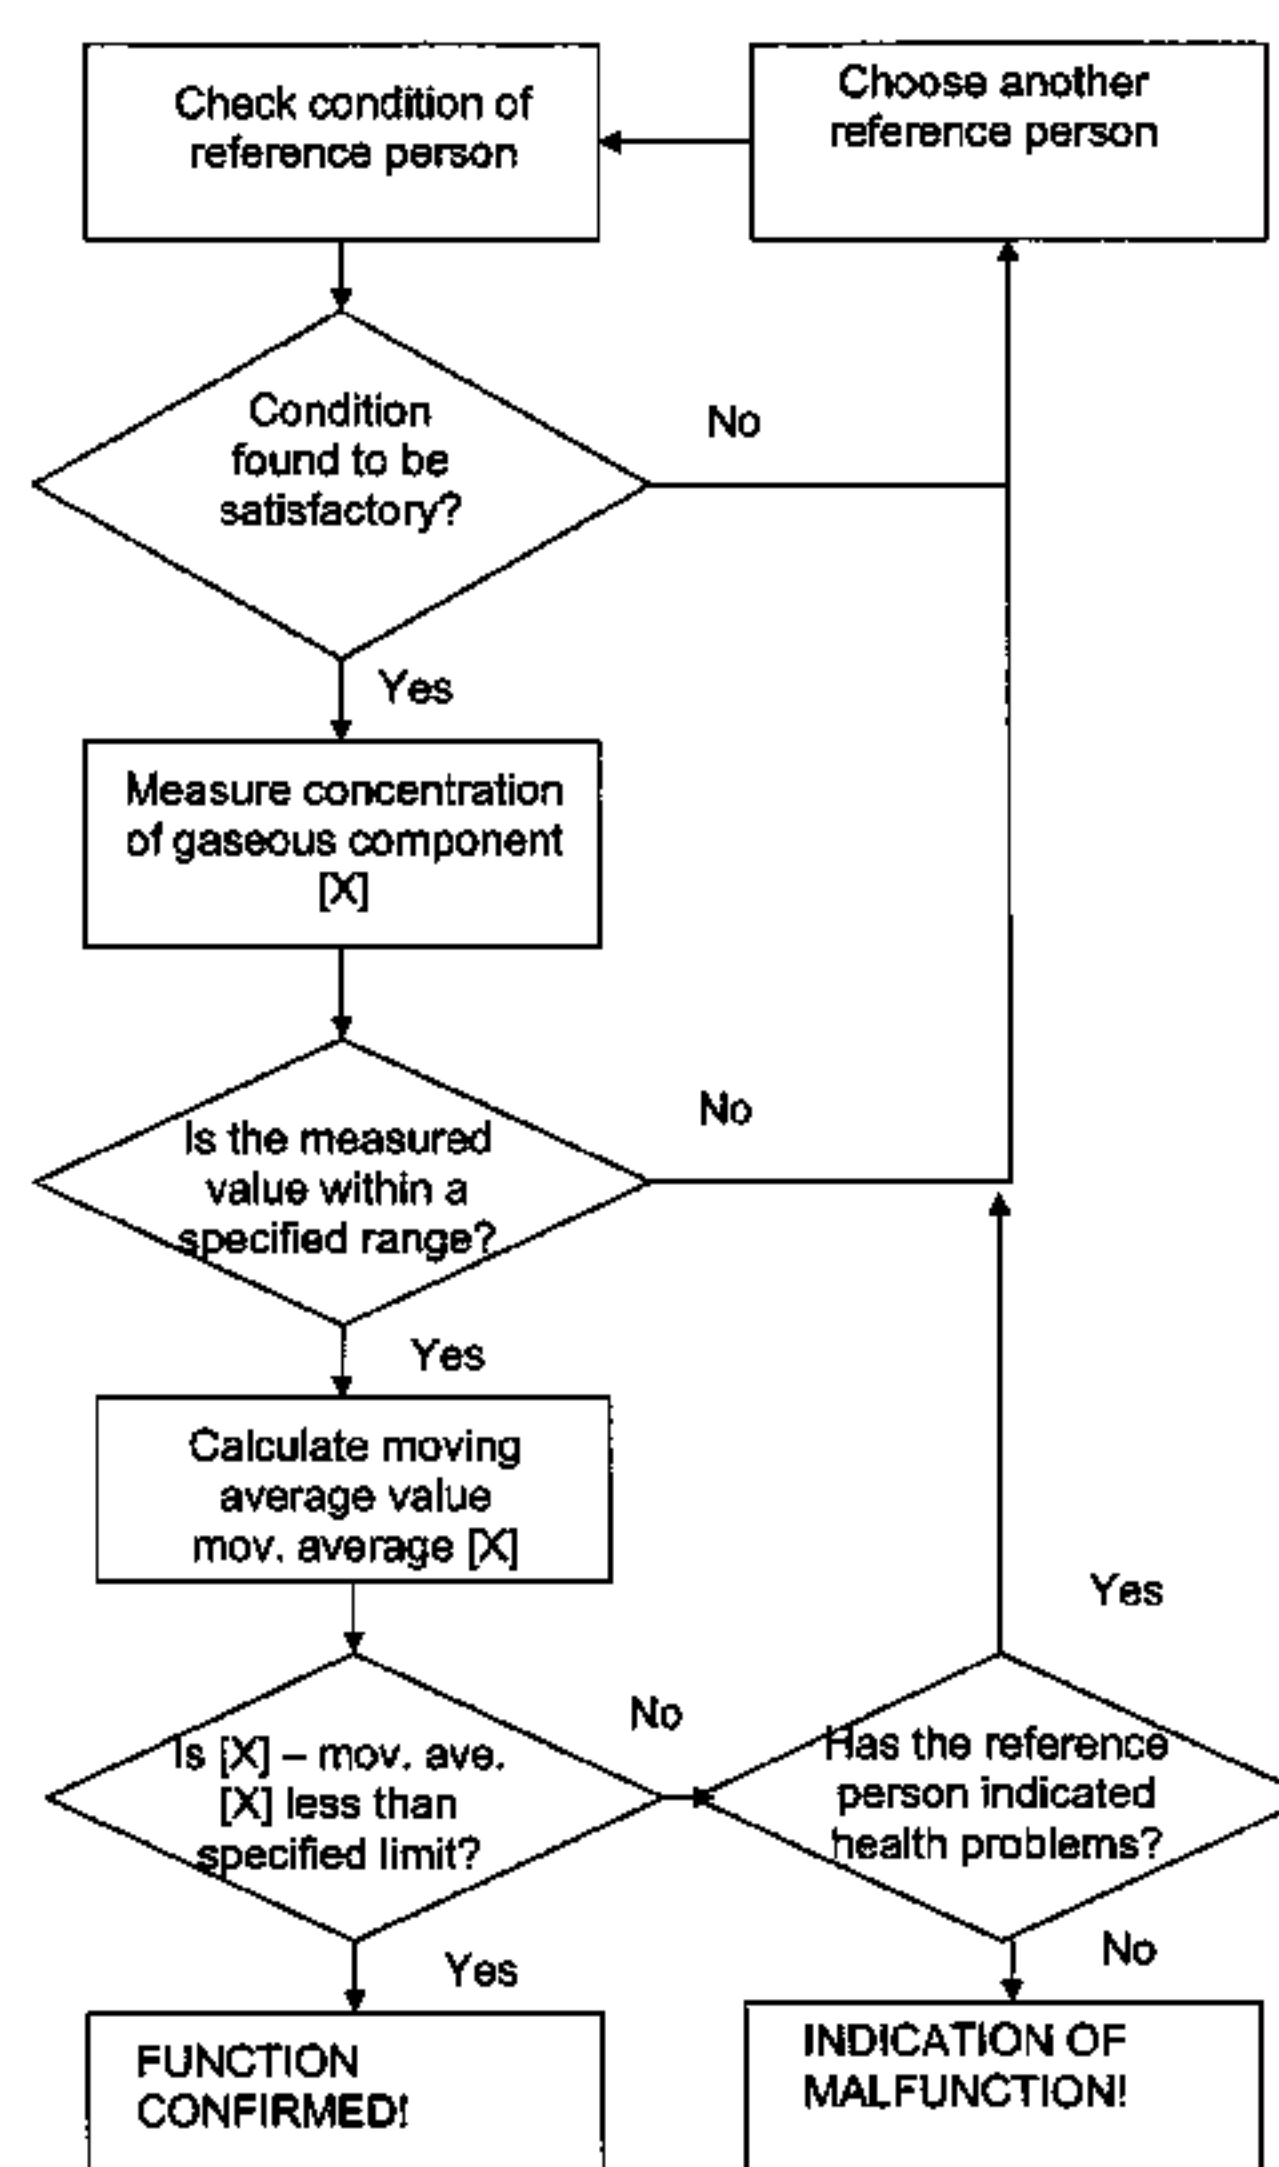 Check condition of
reference person
Choose another
reference person
Condition
found to be
satisfactory?
No
Yes
Measure concentration
of gaseous component
[X]
Is the measured
value within a
specified range?
No
Yes
Calculate moving
average value
mov. average [X]
Is [X] – mov. ave.
[X] less than
specified limit?
No
Has the reference
person indicated
health problems?
Yes
Yes
No
FUNCTION
CONFIRMED!
INDICATION OF
MALFUNCTION!